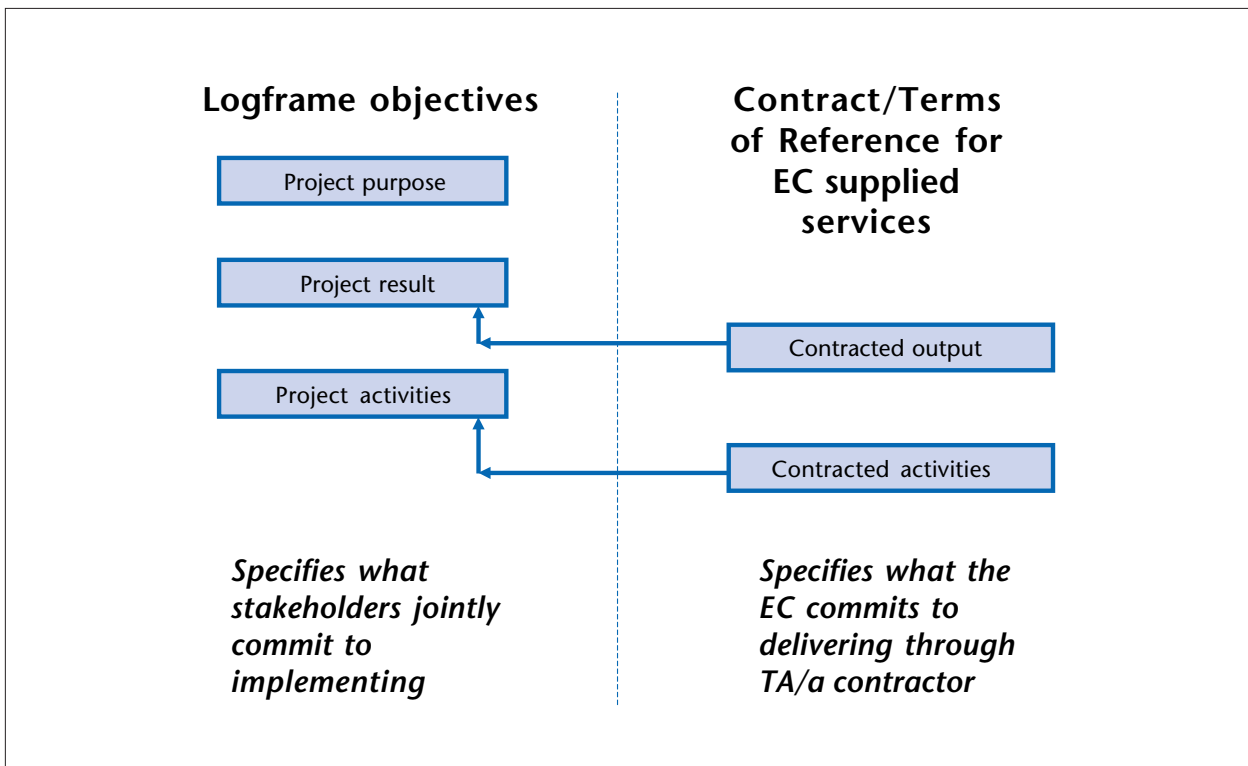 Logframe objectives
Project purpose
Project result
Project activities
Specifies what
stakeholders jointly
commit to
implementing
Contract/Terms
of Reference for
EC supplied
services
Contracted output
Contracted activities
Specifies what the
EC commits to
delivering through
TA/a contractor